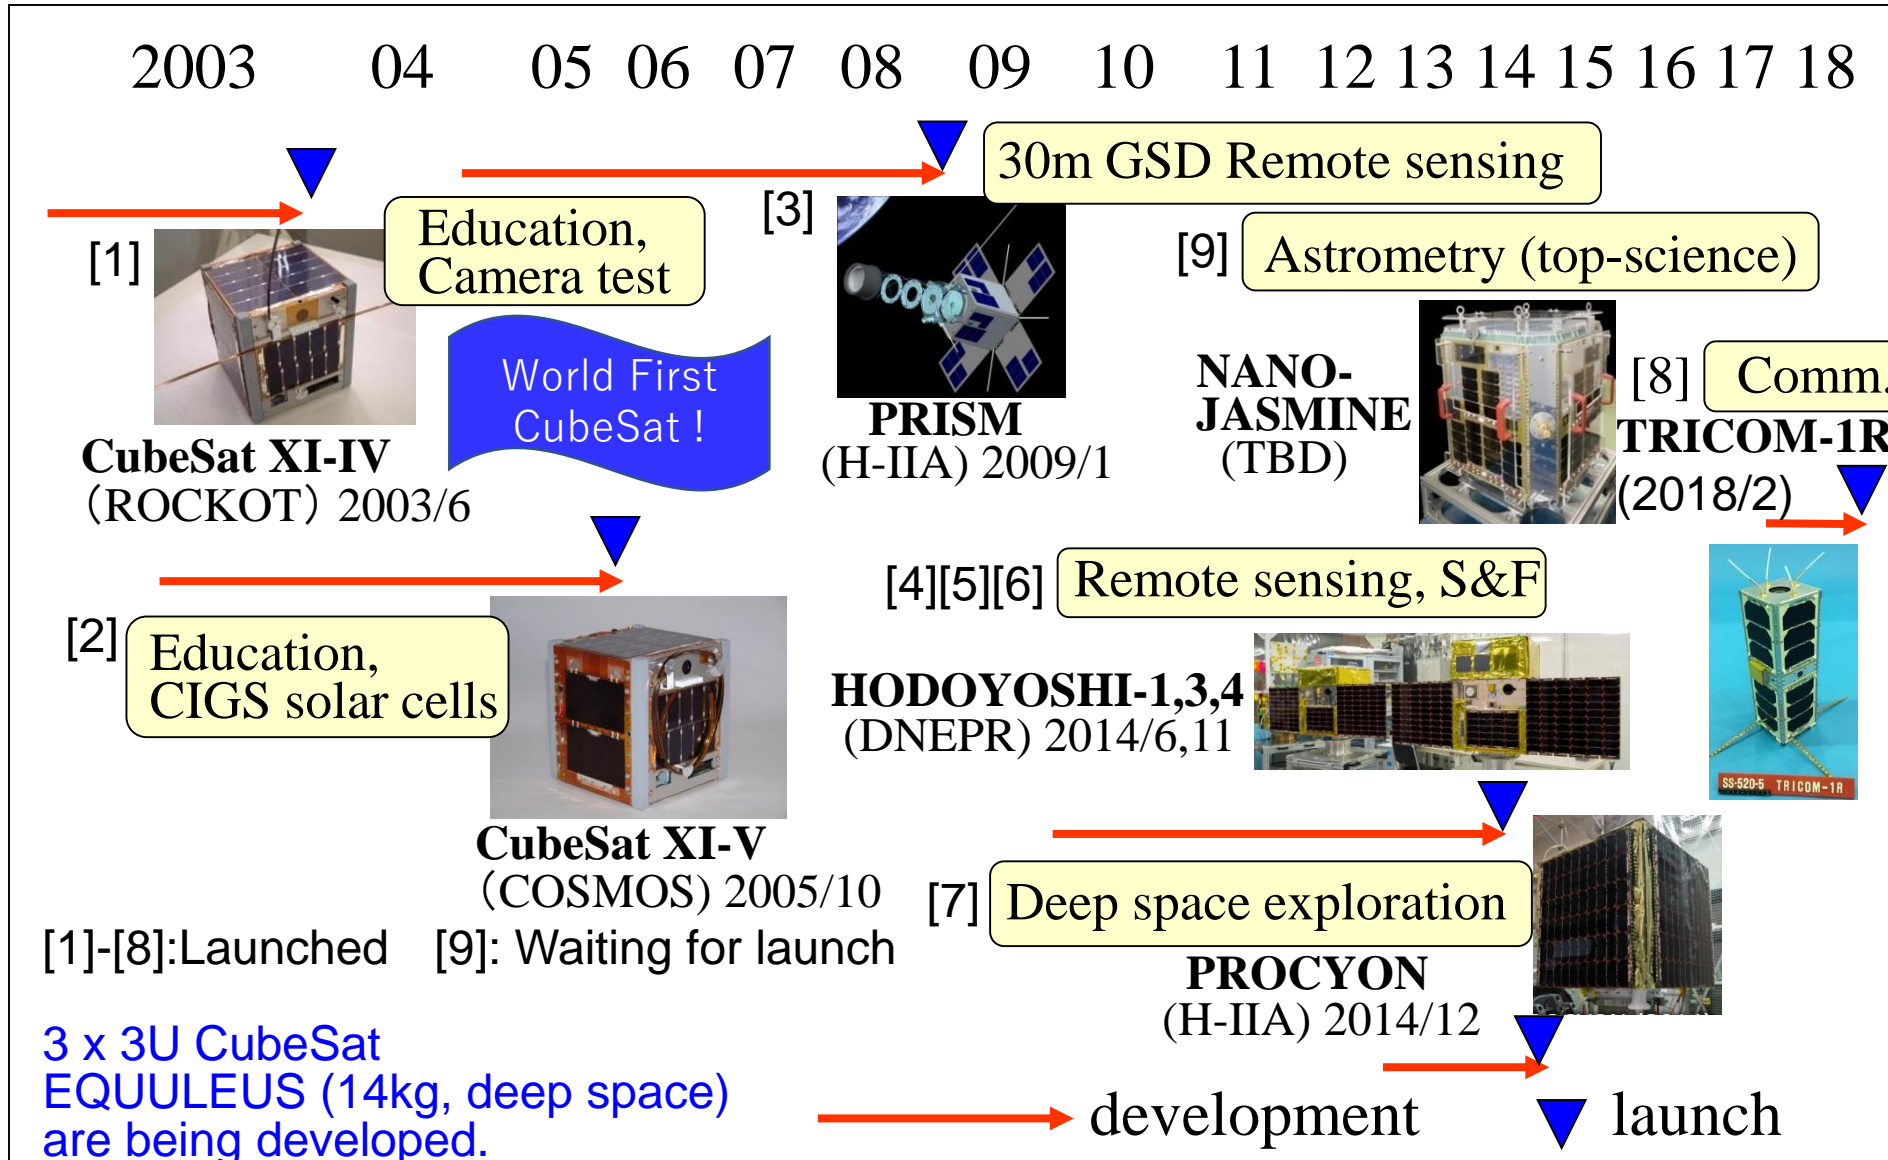 2003 04 05 06 07 08 09 10 11 12 13 14 15 16 17 18
30m GSD Remote sensing
[1]
Education,
Camera test
[3]
[9]
Astrometry (top-science)
World First
CubeSat !
CubeSat XI-IV
（ROCKOT）2003/6
PRISM
(H-IIA) 2009/1
NANO-
JASMINE
(TBD)
[8]
Comm.
TRICOM-1R
(2018/2)
[2]
Education,
CIGS solar cells
[4][5][6]
Remote sensing, S&F
HODOYOSHI-1,3,4
(DNEPR) 2014/6,11
SS-520-5 TRICOM-1R
CubeSat XI-V
（COSMOS) 2005/10
[7]
Deep space exploration
PROCYON
(H-IIA) 2014/12
[1]-[8]:Launched [9]: Waiting for launch
3 x 3U CubeSat
EQUULEUS (14kg, deep space)
are being developed.
development
launch